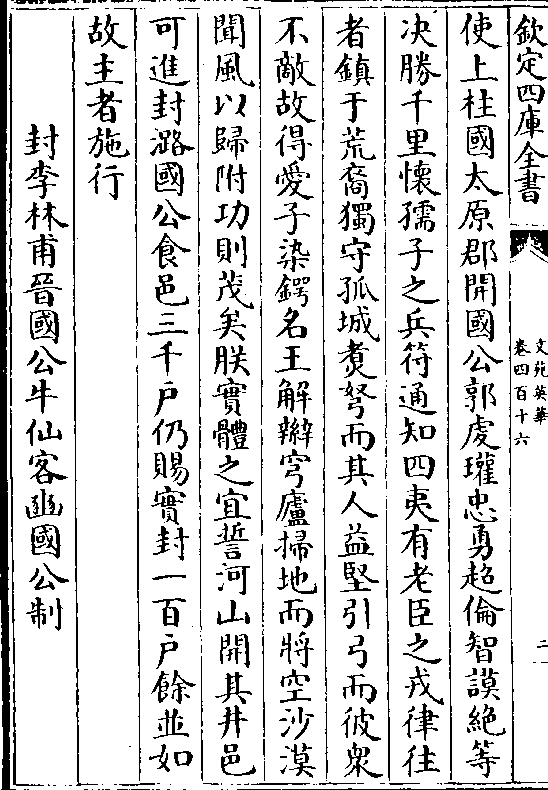 欽定四庫全書
文苑英華
卷四百十六
二
使上柱國太原郡開國公郭虔瓘忠勇超倫智謨絶等
决勝千里懷孺子之兵符通知四夷有老臣之戎律往
者鎮于荒裔獨守孤城煑弩而其人益堅引弓而彼衆
不敵故得愛子染鍔名王解辮穹廬掃地而將空沙漠
聞風以歸附功則茂矣朕實體之宜誓河山開其井邑
可進封潞國公食邑三千户仍賜實封一百户餘並如
故主者施行
封李林甫晉國公牛仙客豳國公制